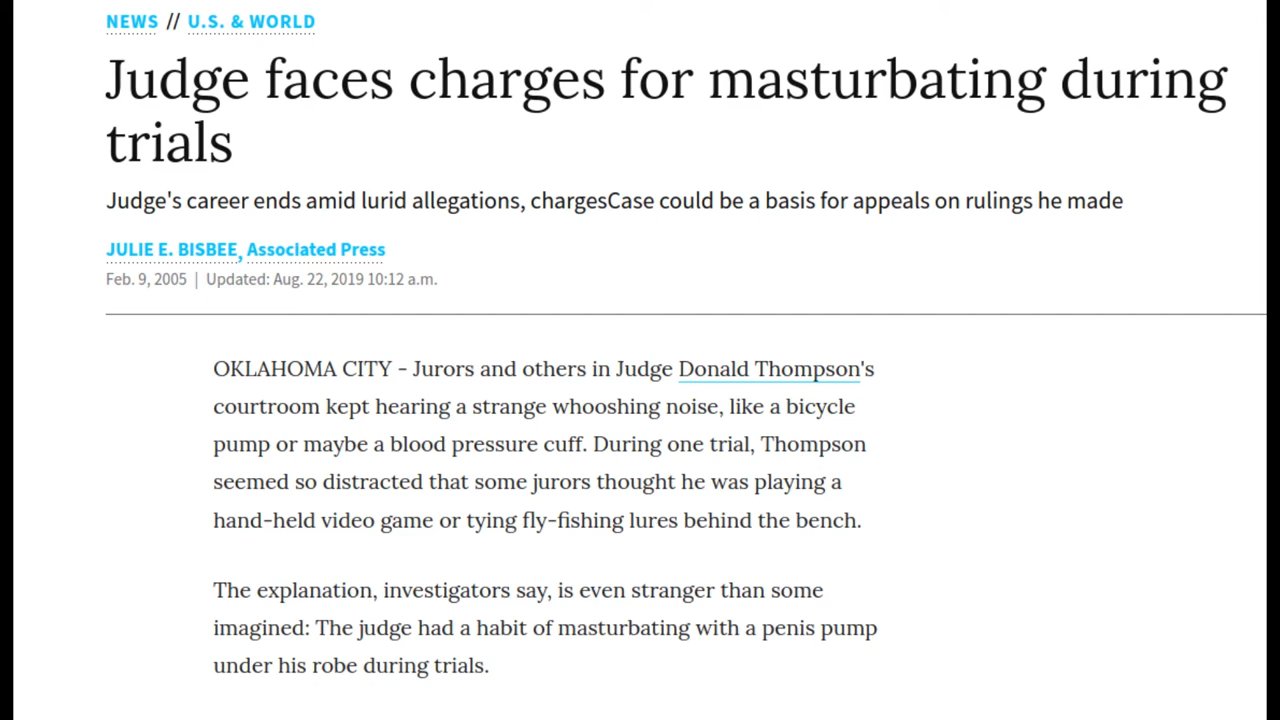 NEWS // U.S. & WORLD
Judge faces charges for masturbating during
trials
Judge's career ends amid lurid allegations, chargesCase could be a basis for appeals on rulings he made
JULIE E. BISBEE, Associated Press
Feb. 9, 2005 | Updated: Aug. 22, 2019 10:12 a.m.
OKLAHOMA CITY - Jurors and others in Judge Donald Thompson's
courtroom kept hearing a strange whooshing noise, like a bicycle
pump or maybe a blood pressure cuff. During one trial, Thompson
seemed so distracted that some jurors thought he was playing a
hand-held video game or tying fly-fishing lures behind the bench.
The explanation, investigators say, is even stranger than some
imagined: The judge had a habit of masturbating with a penis pump
under his robe during trials.